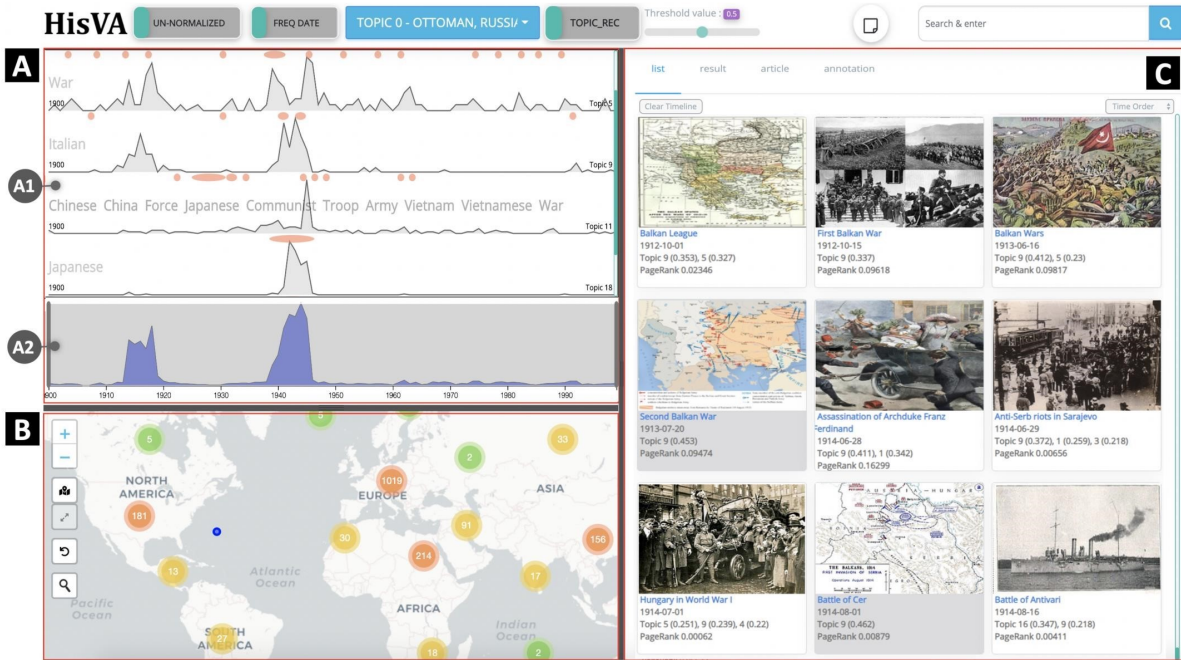 HisVA
UN-NORMALIZED
FREQ DATE
TOPIC 0 - OTTOMAN, RUSSI
TOPIC_REC
Threshold value : 0.5
Search & enter
A
War
1900
Topic 5
Italian
1900
Topic 9
A1
Chinese China Force Japanese Communist Troop Army Vietnam Vietnamese War
1900
Topic 11
Japanese
1900
Topic 18
A2
1900 1910 1920 1930 1940 1950 1960 1970 1980 1990
B
+
−
5
5
33
2
NORTH AMERICA
1019
EUROPE
ASIA
181
30
91
214
156
13
17
Atlantic Ocean
Pacific Ocean
AFRICA
Indian Ocean
SOUTH AMERICA
27
18
2
C
list result article annotation
Clear Timeline
Time Order
Balkan League
1912-10-01
Topic 9 (0.353), 5 (0.327)
PageRank 0.02346
First Balkan War
1912-10-15
Topic 9 (0.337)
PageRank 0.09618
Balkan Wars
1913-06-16
Topic 9 (0.412), 5 (0.23)
PageRank 0.09817
Second Balkan War
1913-07-20
Topic 9 (0.453)
PageRank 0.09474
Assassination of Archduke Franz
Ferdinand
1914-06-28
Topic 9 (0.411), 1 (0.342)
PageRank 0.16299
Anti-Serb riots in Sarajevo
1914-06-29
Topic 9 (0.372), 1 (0.259), 3 (0.218)
PageRank 0.00656
Hungary in World War I
1914-07-01
Topic 5 (0.251), 9 (0.239), 4 (0.22)
PageRank 0.00062
THE BALKANS, 1914
Battle of Cer
1914-08-01
Topic 9 (0.462)
PageRank 0.00879
Battle of Antivari
1914-08-16
Topic 16 (0.347), 9 (0.218)
PageRank 0.00411